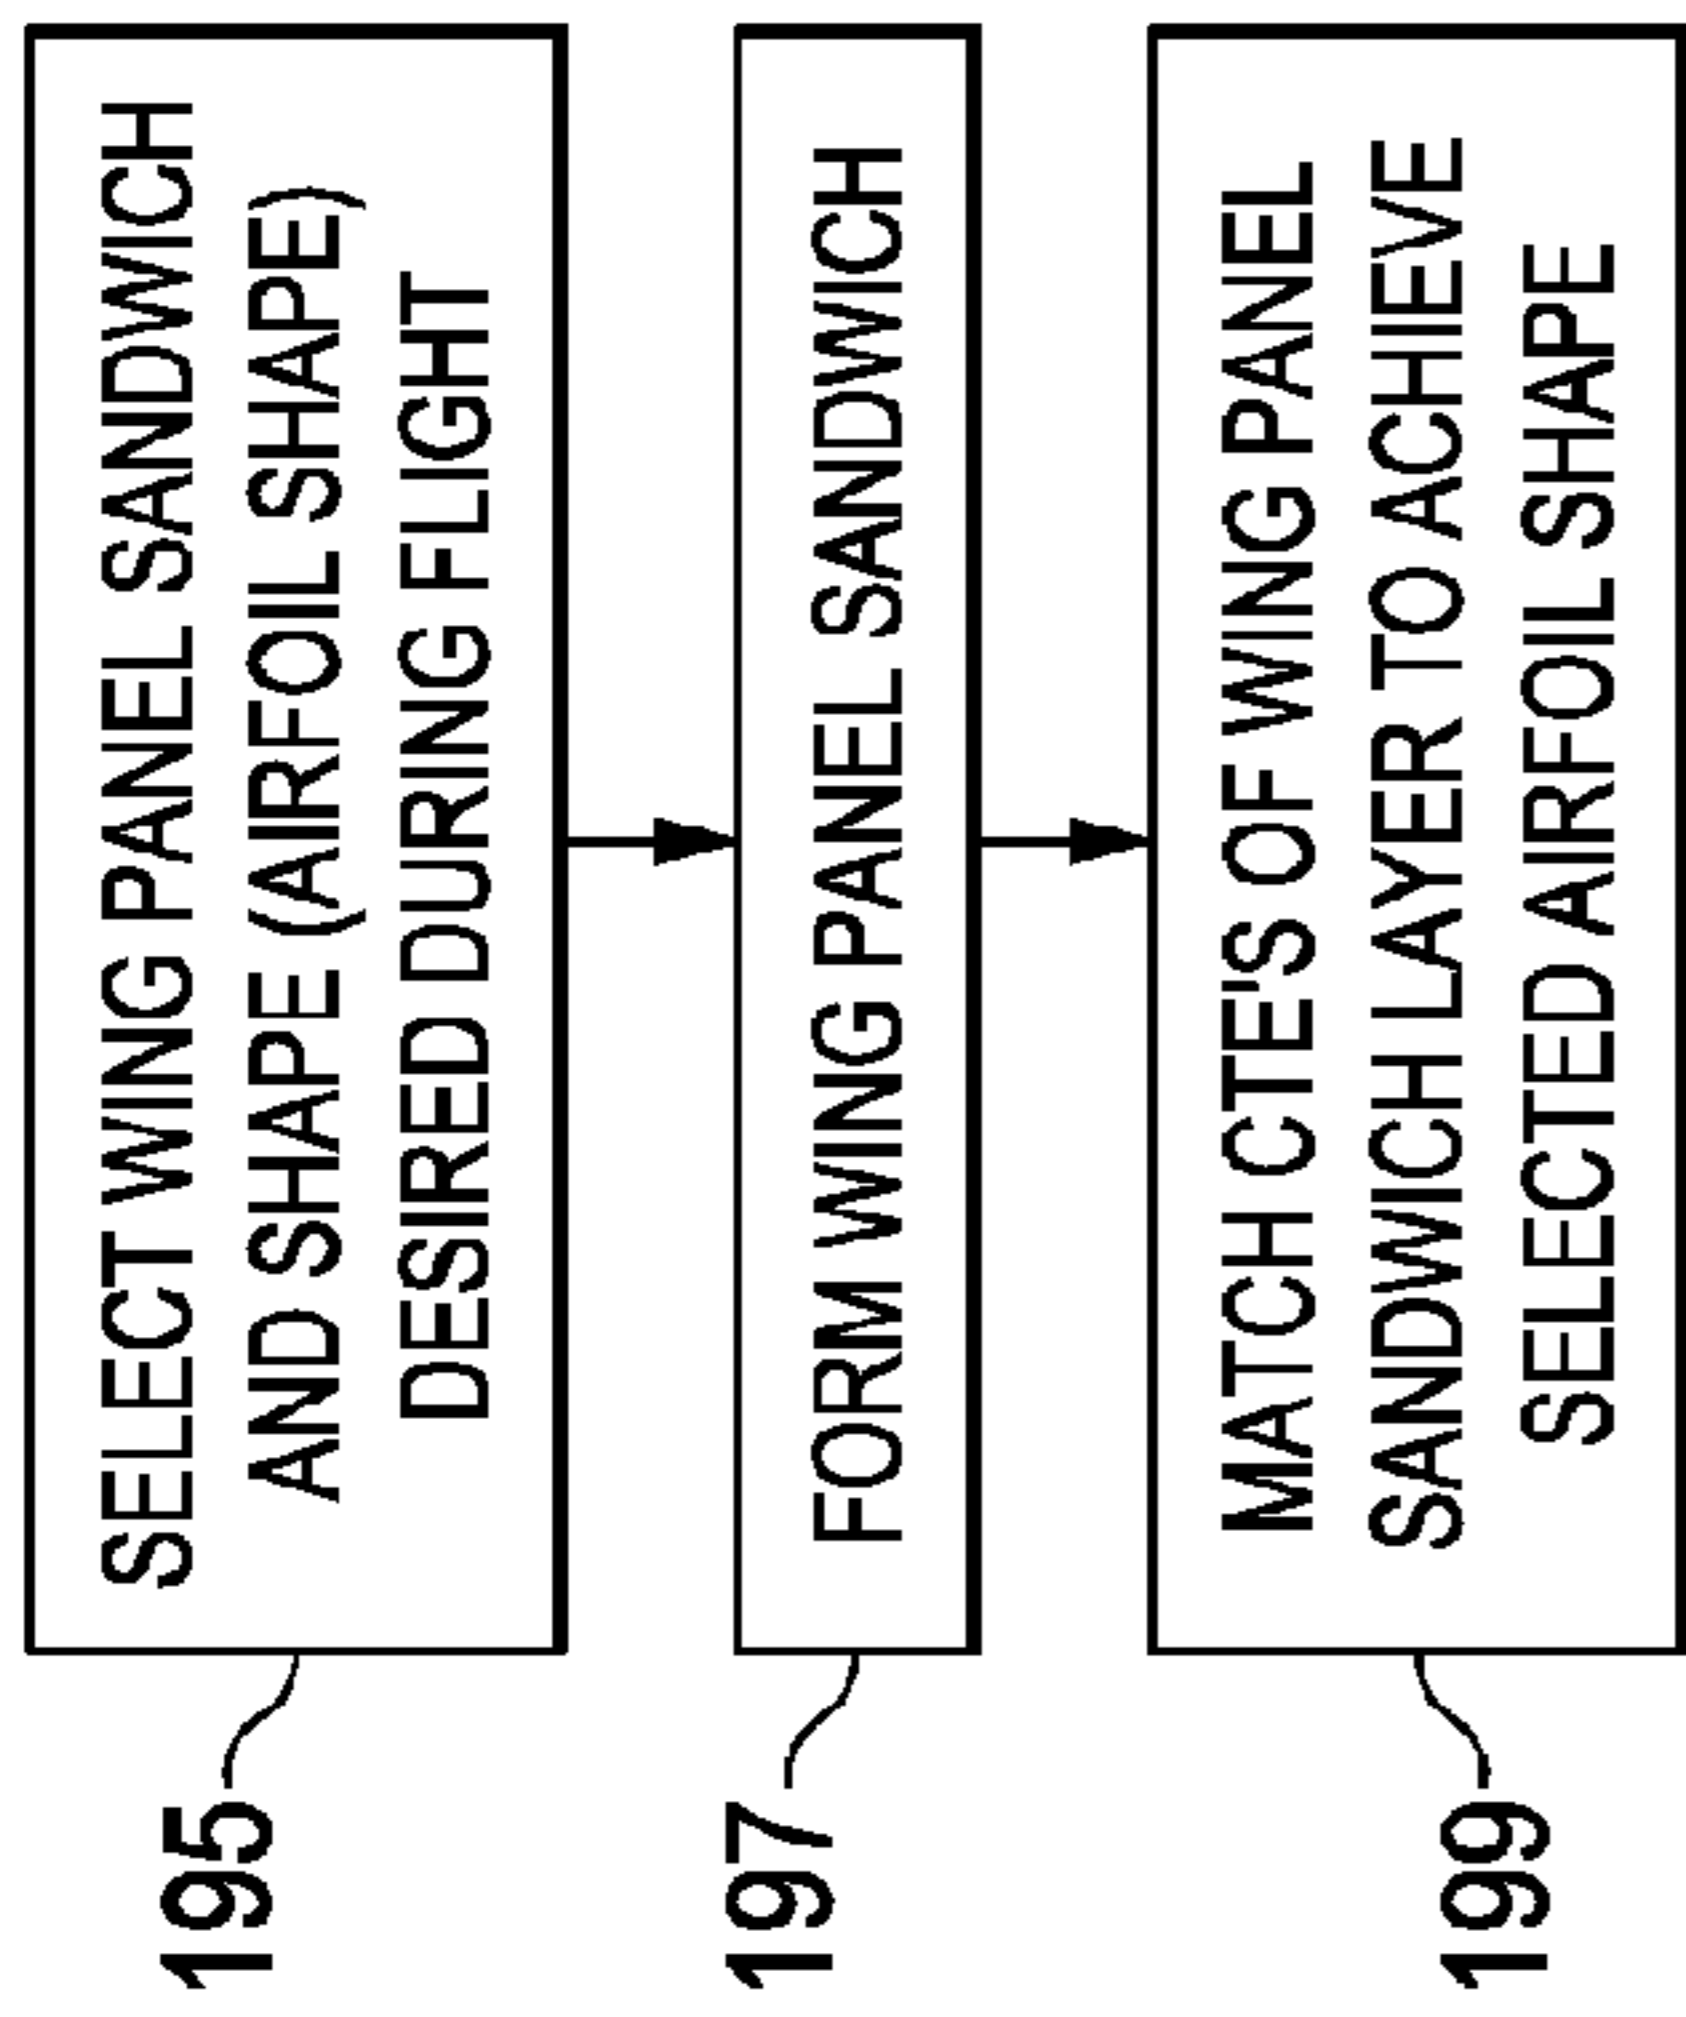 195
SELECT WING PANEL SANDWICH
AND SHAPE (AIRFOIL SHAPE)
DESIRED DURING FLIGHT
197
FORM WING PANEL SANDWICH
199
MATCH CTE'S OF WING PANEL
SANDWICH LAYER TO ACHIEVE
SELECTED AIRFOIL SHAPE